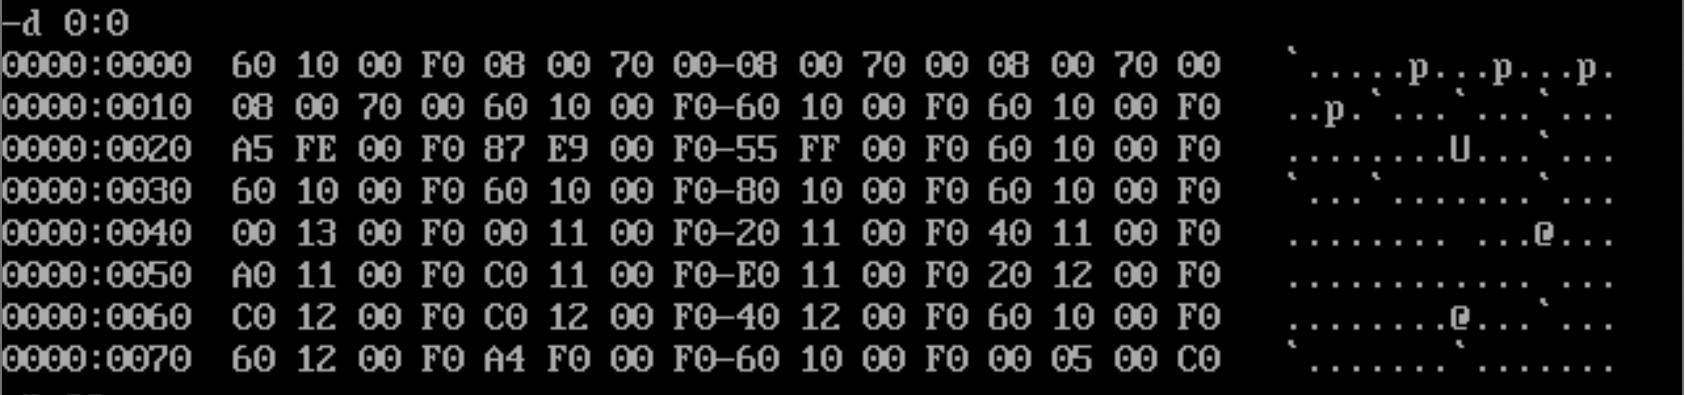 -d 0:0
0000:0000  60 10 00 F0 08 00 70 00-08 00 70 00 08 00 70 00   `.....p...p...p.
0000:0010  08 00 70 00 60 10 00 F0-60 10 00 F0 60 10 00 F0   ..p.`...`...`...
0000:0020  A5 FE 00 F0 87 E9 00 F0-55 FF 00 F0 60 10 00 F0   ........U...`...
0000:0030  60 10 00 F0 60 10 00 F0-80 10 00 F0 60 10 00 F0   `...`.......`...
0000:0040  00 13 00 F0 00 11 00 F0-20 11 00 F0 40 11 00 F0   ........ ...@...
0000:0050  A0 11 00 F0 C0 11 00 F0-E0 11 00 F0 20 12 00 F0   ............ ...
0000:0060  C0 12 00 F0 C0 12 00 F0-40 12 00 F0 60 10 00 F0   ........@...`...
0000:0070  60 12 00 F0 A4 F0 00 F0-60 10 00 F0 00 05 00 C0   `.......`.......